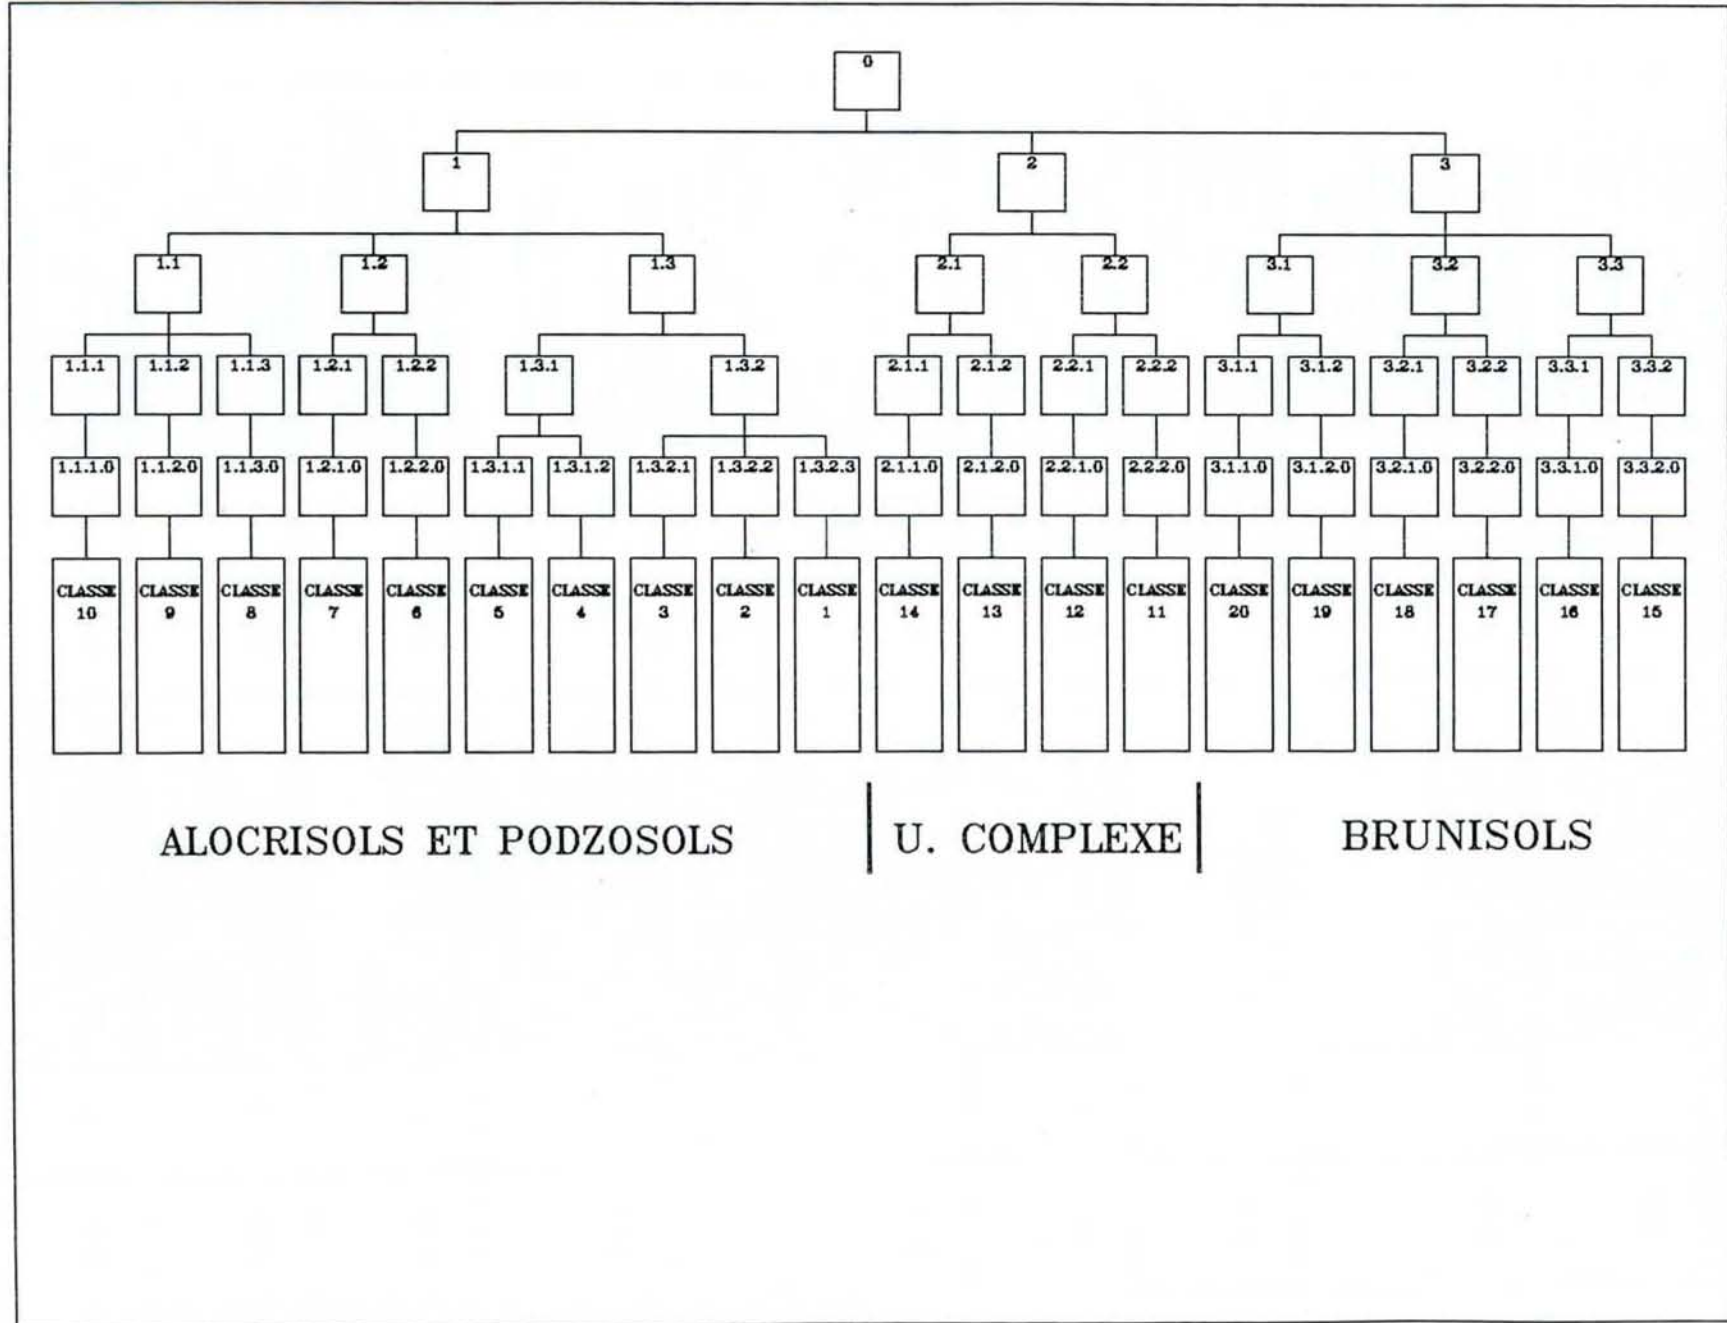 0
1 2 3
1.1 1.2 1.3 2.1 2.2 3.1 3.2 3.3
1.1.1 1.1.2 1.1.3 1.2.1 1.2.2 1.3.1 1.3.2 2.1.1 2.1.2 2.2.1 2.2.2 3.1.1 3.1.2 3.2.1 3.2.2 3.3.1 3.3.2
1.1.1.0 1.1.2.0 1.1.3.0 1.2.1.0 1.2.2.0 1.3.1.1 1.3.1.2 1.3.2.1 1.3.2.2 1.3.2.3 2.1.1.0 2.1.2.0 2.2.1.0 2.2.2.0 3.1.1.0 3.1.2.0 3.2.1.0 3.2.2.0 3.3.1.0 3.3.2.0
CLASSE CLASSE CLASSE CLASSE CLASSE CLASSE CLASSE CLASSE CLASSE CLASSE CLASSE CLASSE CLASSE CLASSE CLASSE CLASSE CLASSE CLASSE CLASSE CLASSE
10 9 8 7 6 5 4 3 2 1 14 13 12 11 20 19 18 17 16 15
ALOCRISOLS ET PODZOSOLS U. COMPLEXE BRUNISOLS